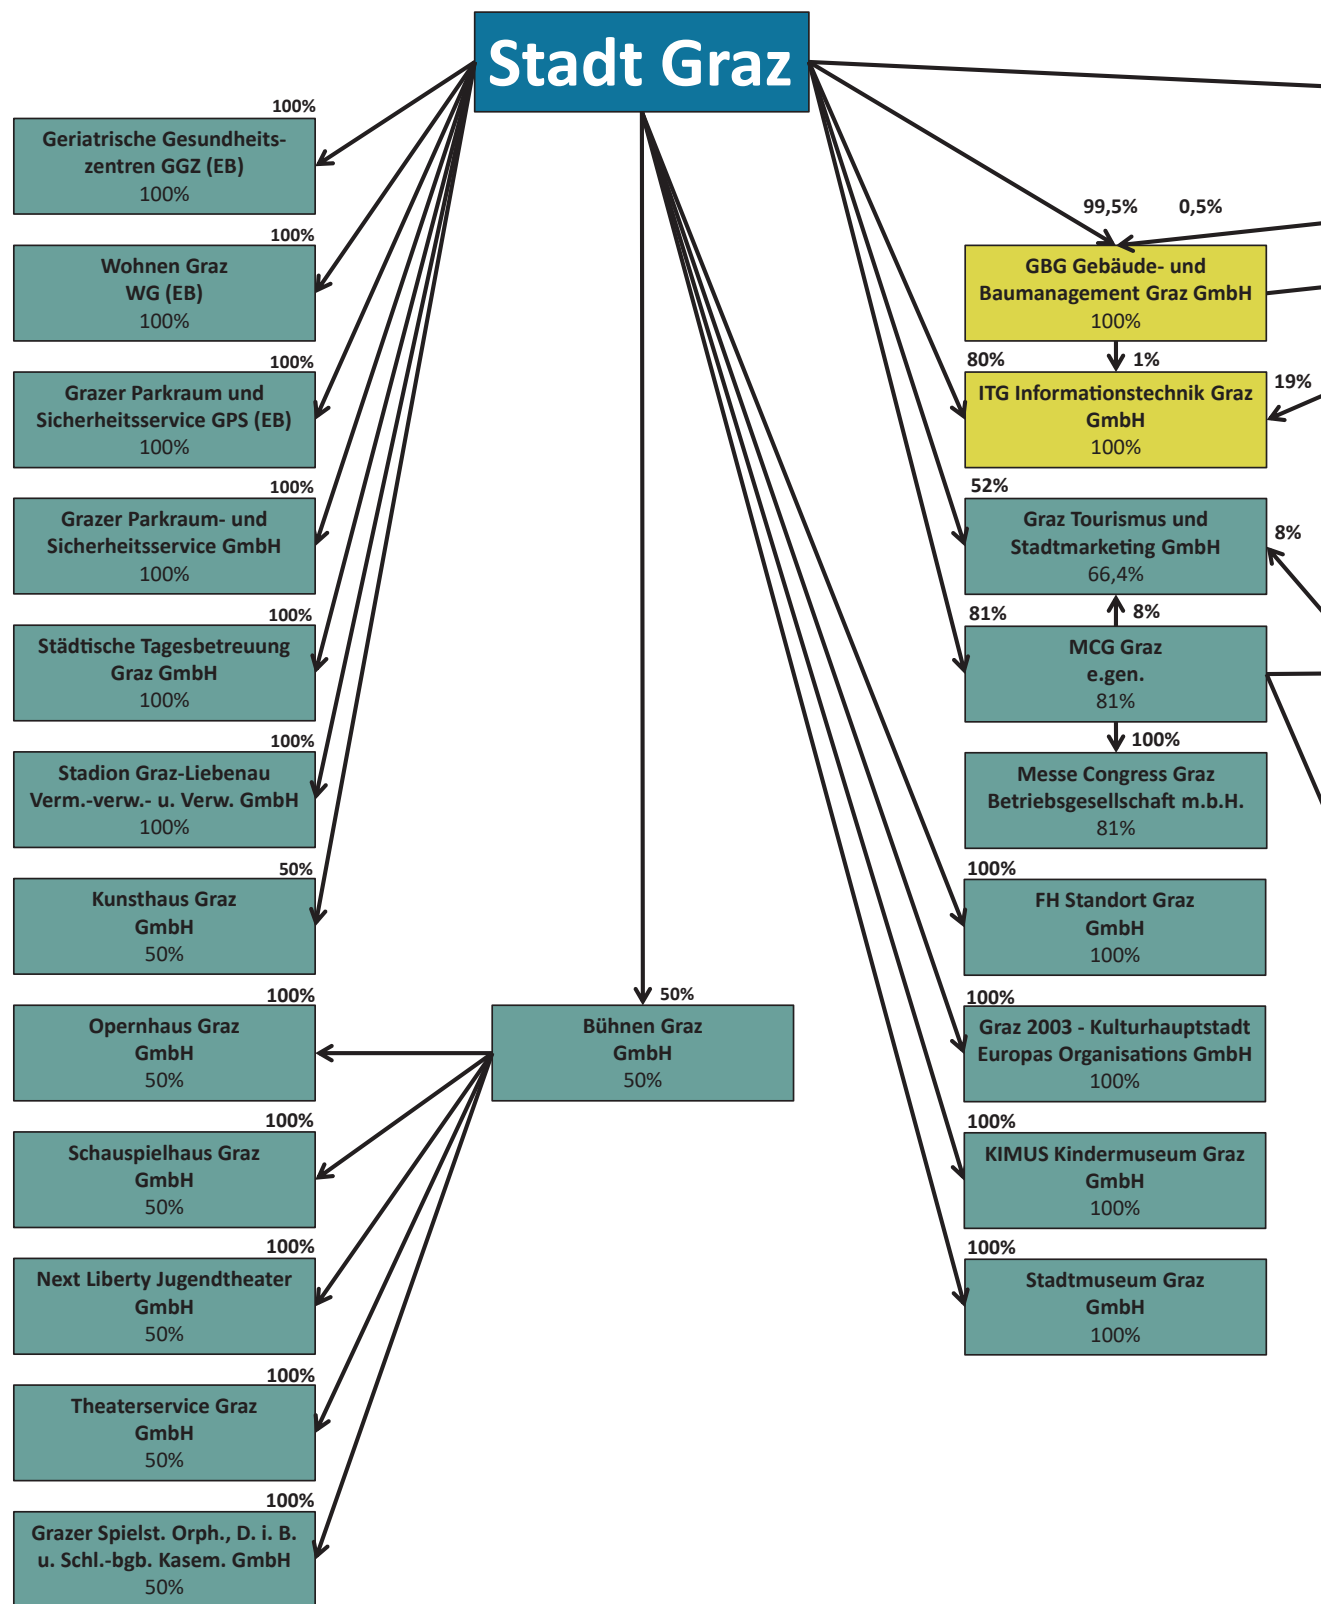 Stadt Graz
100%
Geriatrische Gesundheits-
zentren GGZ (EB)
100%
100%
Wohnen Graz
WG (EB)
100%
100%
Grazer Parkraum und
Sicherheitsservice GPS (EB)
100%
100%
Grazer Parkraum- und
Sicherheitsservice GmbH
100%
100%
Städtische Tagesbetreuung
Graz GmbH
100%
100%
Stadion Graz-Liebenau
Verm.-verw.- u. Verw. GmbH
100%
50%
Kunsthaus Graz
GmbH
50%
100%
Opernhaus Graz
GmbH
50%
100%
Schauspielhaus Graz
GmbH
50%
100%
Next Liberty Jugendtheater
GmbH
50%
100%
Theaterservice Graz
GmbH
50%
100%
Grazer Spielst. Orph., D. i. B.
u. Schl.-bgb. Kasem. GmbH
50%
50%
Bühnen Graz
GmbH
50%
99,5% 0,5%
GBG Gebäude- und
Baumanagement Graz GmbH
100%
80% 1% 19%
ITG Informationstechnik Graz
GmbH
100%
52%
Graz Tourismus und
Stadtmarketing GmbH
66,4%
8%
81% 8%
MCG Graz
e.gen.
81%
100%
Messe Congress Graz
Betriebsgesellschaft m.b.H.
81%
100%
FH Standort Graz
GmbH
100%
100%
Graz 2003 - Kulturhauptstadt
Europas Organisations GmbH
100%
100%
KIMUS Kindermuseum Graz
GmbH
100%
100%
Stadtmuseum Graz
GmbH
100%